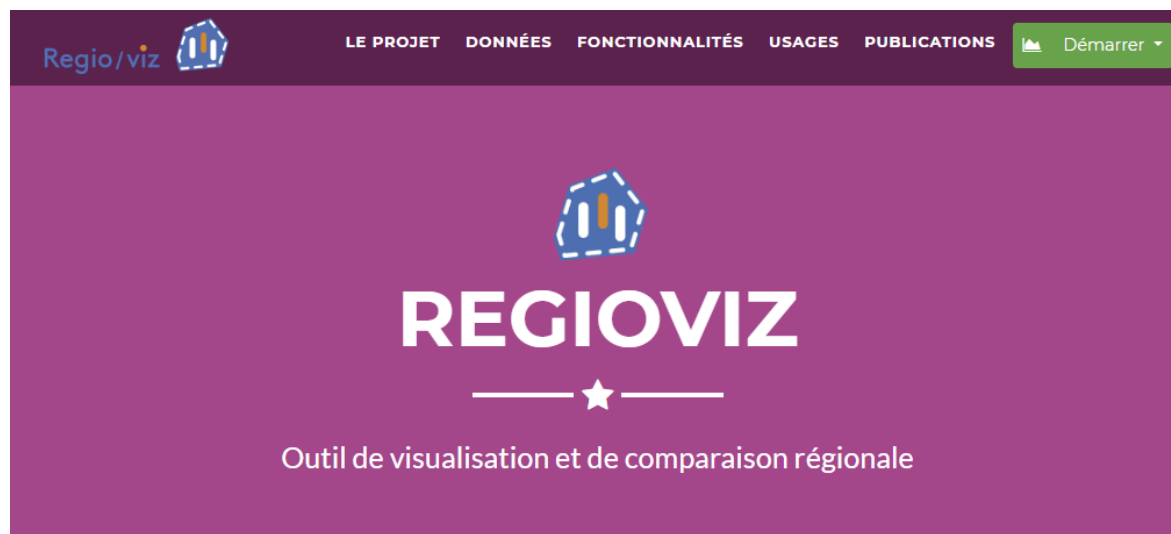 Regio/viz
LE PROJET DONNÉES FONCTIONNALITÉS USAGES PUBLICATIONS Démarrer
REGIOVIZ
Outil de visualisation et de comparaison régionale